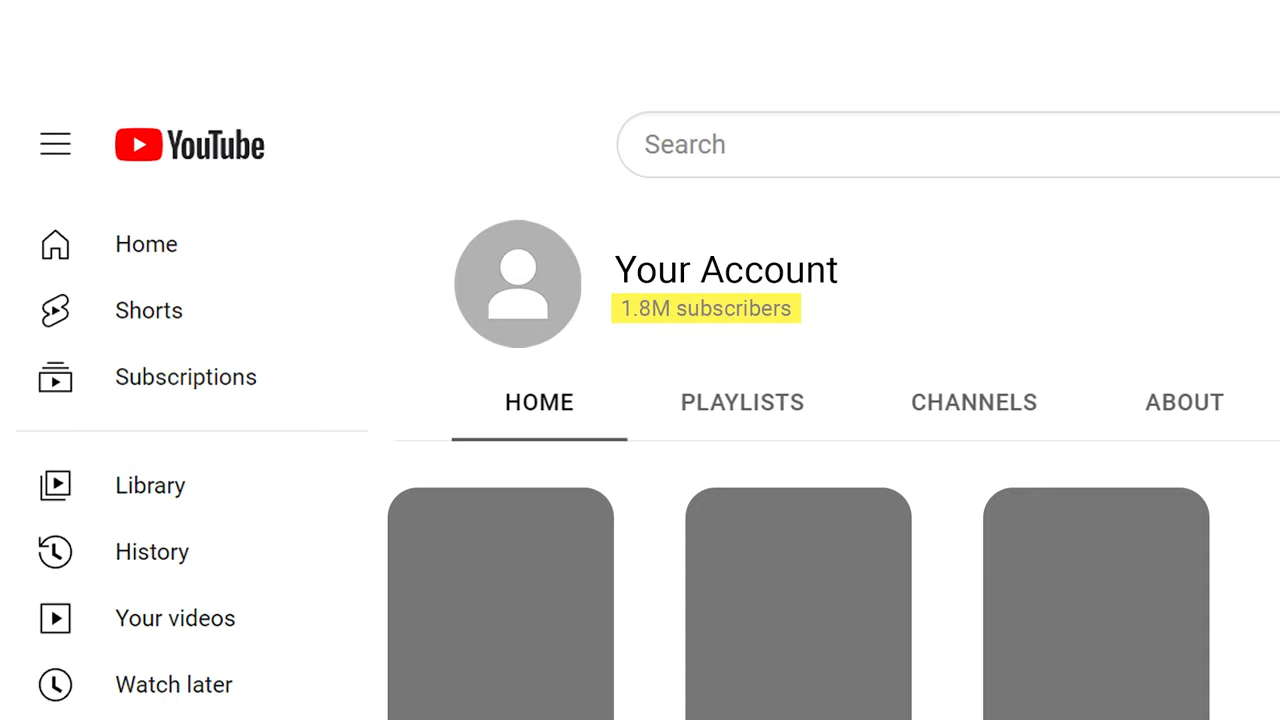 YouTube
Search
Home
Shorts
Subscriptions
Library
History
Your videos
Watch later
Your Account
1.8M subscribers
HOME PLAYLISTS CHANNELS ABOUT